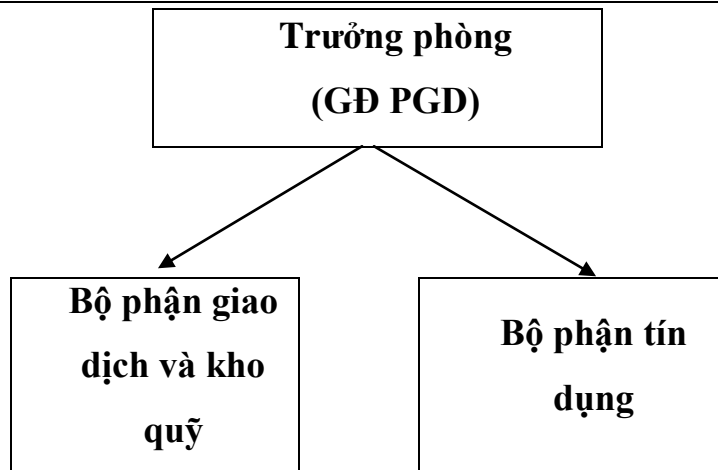 Trưởng phòng
(GĐ PGD)
Bộ phận giao
dịch và kho
quỹ
Bộ phận tín
dụng